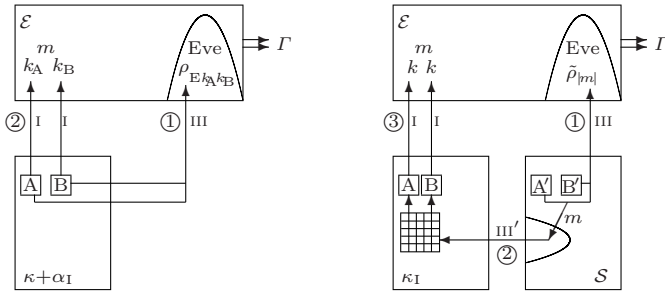 ℰ
m
k_A k_B
Eve
ρ_{Ek_Ak_B}
Γ
② I I
① III
A B
κ+α_I
ℰ
m
k k
Eve
ρ̃_{|m|}
I
③ I I
① III
A B
A′ B′
m
III′
②
κ_I
𝒮